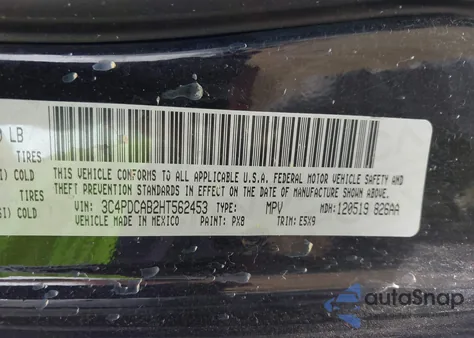 LB
TIRES
COLD
TIRES
COLD
THIS VEHICLE CONFORMS TO ALL APPLICABLE U.S.A. FEDERAL MOTOR VEHICLE SAFETY AND
THEFT PREVENTION STANDARDS IN EFFECT ON THE DATE OF MANUFACTURE SHOWN ABOVE.
VIN: 3C4PDCAB2HT562453 TYPE: MPV MDH: 120519 826AA
VEHICLE MADE IN MEXICO PAINT: PX8 TRIM: E5X9
autoSnap